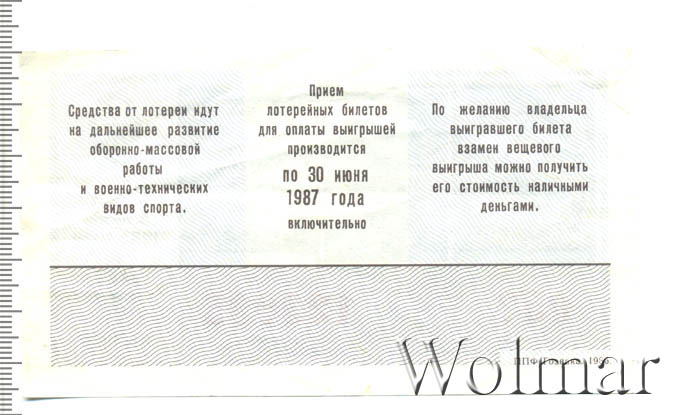 Средства от лотереи идут
на дальнейшее развитие
оборонно-массовой
работы
и военно-технических
видов спорта.
Прием
лотерейных билетов
для оплаты выигрышей
производится
по 30 июня
1987 года
включительно
По желанию владельца
выигравшего билета
взамен вещевого
выигрыша можно получить
его стоимость наличными
деньгами.
Wolmar